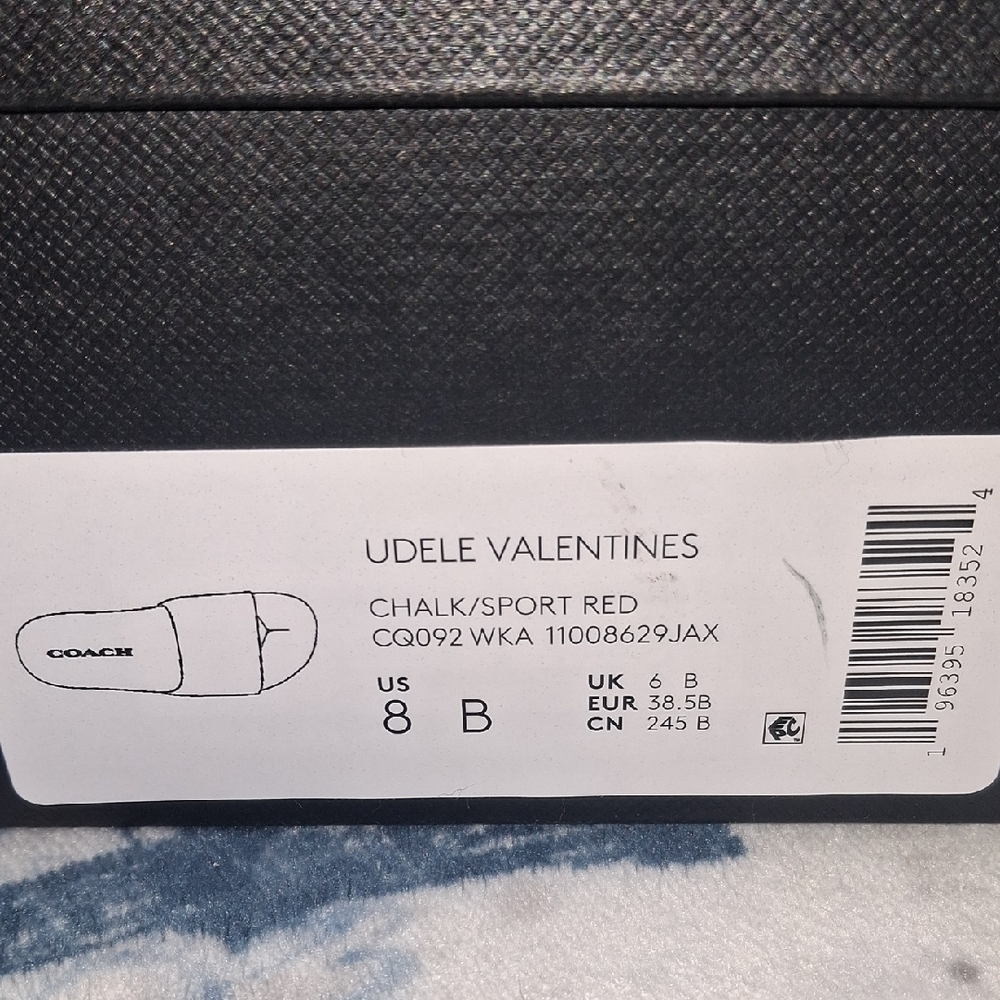 UDELE VALENTINES
COACH
CHALK/SPORT RED
CQ092 WKA 11008629JAX
US
8 B
UK 6 B
EUR 38.5B
CN 245 B
1 96395 18352 4